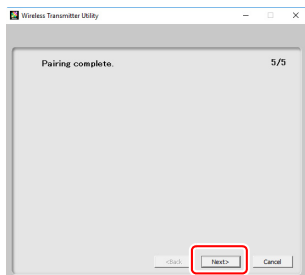 Wireless Transmitter Utility
Pairing complete. 5/5
<Back Next> Cancel